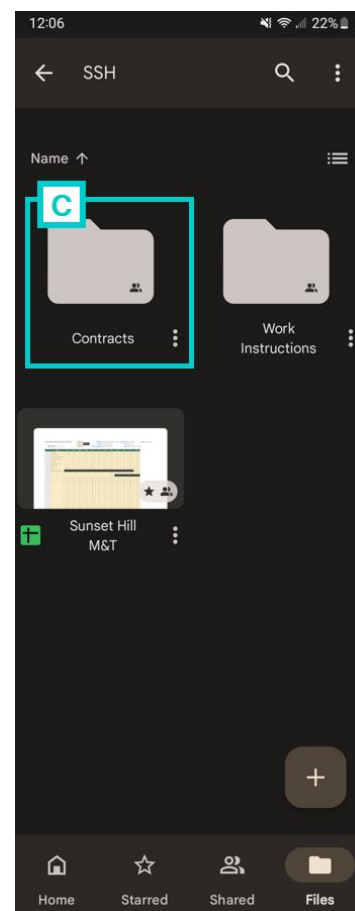 12:06 22%
SSH
Name
C
Contracts
Work
Instructions
Sunset Hill
M&T
Home Starred Shared Files